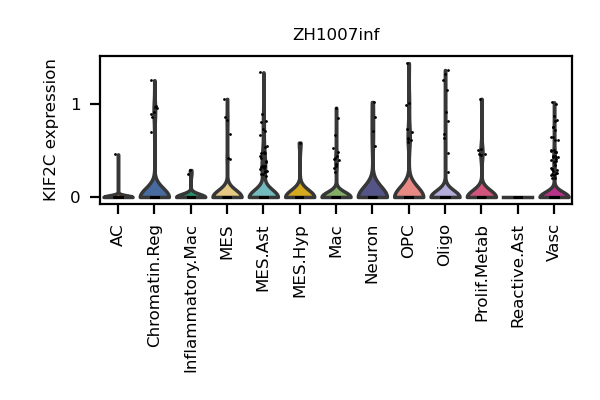 ZH1007inf
KIF2C expression
1
0
AC
Chromatin.Reg
Inflammatory.Mac
MES
MES.Ast
MES.Hyp
Mac
Neuron
OPC
Oligo
Prolif.Metab
Reactive.Ast
Vasc